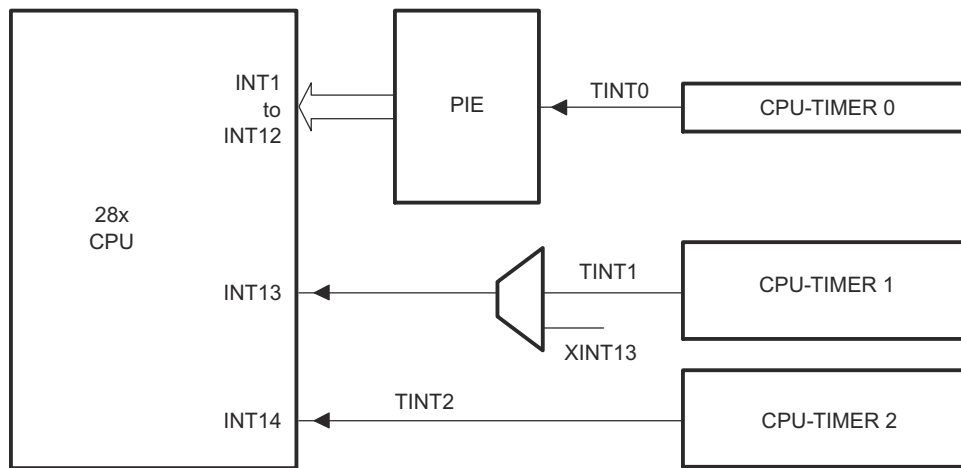 INT1
to
INT12
PIE
TINT0
CPU-TIMER 0
28x
CPU
INT13
TINT1
CPU-TIMER 1
XINT13
INT14
TINT2
CPU-TIMER 2